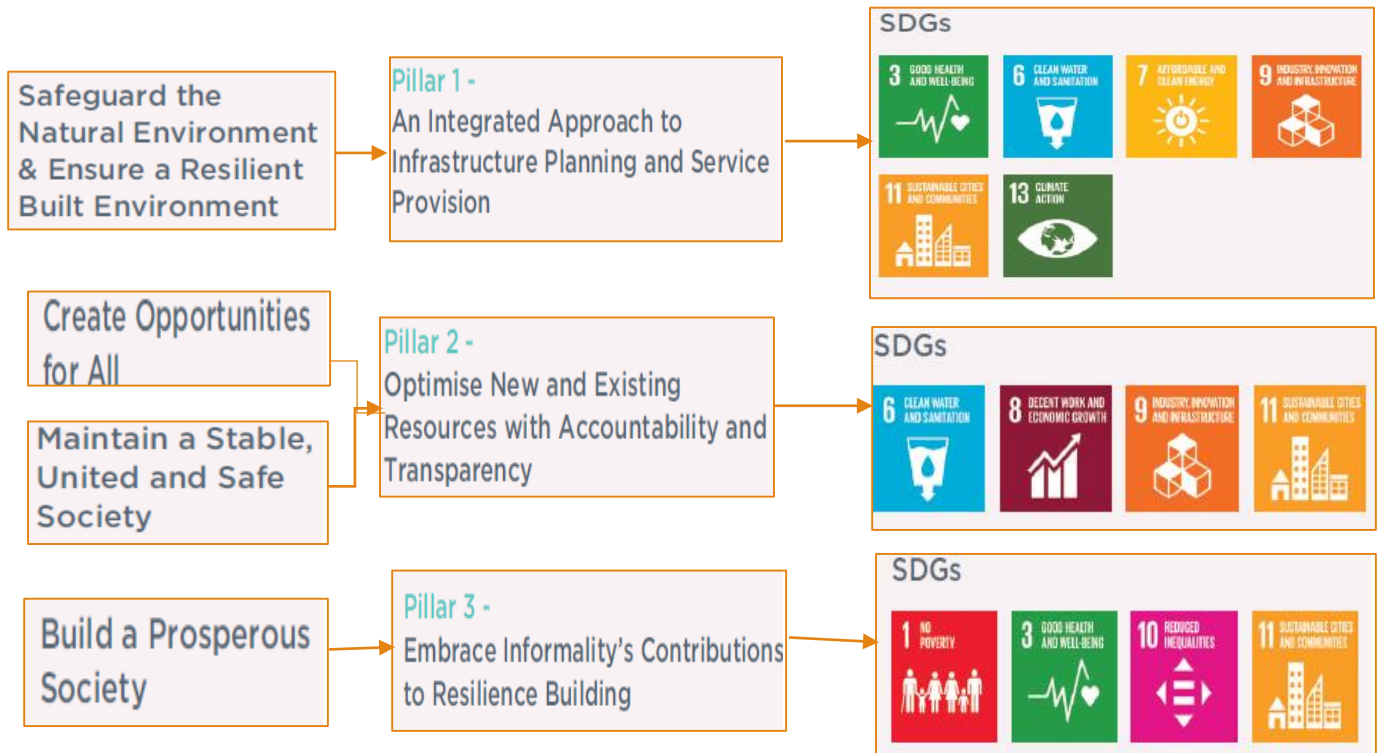 Safeguard the
Natural Environment
& Ensure a Resilient
Built Environment
Pillar 1 -
An Integrated Approach to
Infrastructure Planning and Service
Provision
SDGs
3 GOOD HEALTH
AND WELL-BEING
6 CLEAN WATER
AND SANITATION
7 AFFORDABLE AND
CLEAN ENERGY
9 INDUSTRY, INNOVATION
AND INFRASTRUCTURE
11 SUSTAINABLE CITIES
AND COMMUNITIES
13 CLIMATE
ACTION
Create Opportunities
for All
Maintain a Stable,
United and Safe
Society
Pillar 2 -
Optimise New and Existing
Resources with Accountability and
Transparency
SDGs
6 CLEAN WATER
AND SANITATION
8 DECENT WORK AND
ECONOMIC GROWTH
9 INDUSTRY, INNOVATION
AND INFRASTRUCTURE
11 SUSTAINABLE CITIES
AND COMMUNITIES
Build a Prosperous
Society
Pillar 3 -
Embrace Informality's Contributions
to Resilience Building
SDGs
1 NO
POVERTY
3 GOOD HEALTH
AND WELL-BEING
10 REDUCED
INEQUALITIES
11 SUSTAINABLE CITIES
AND COMMUNITIES